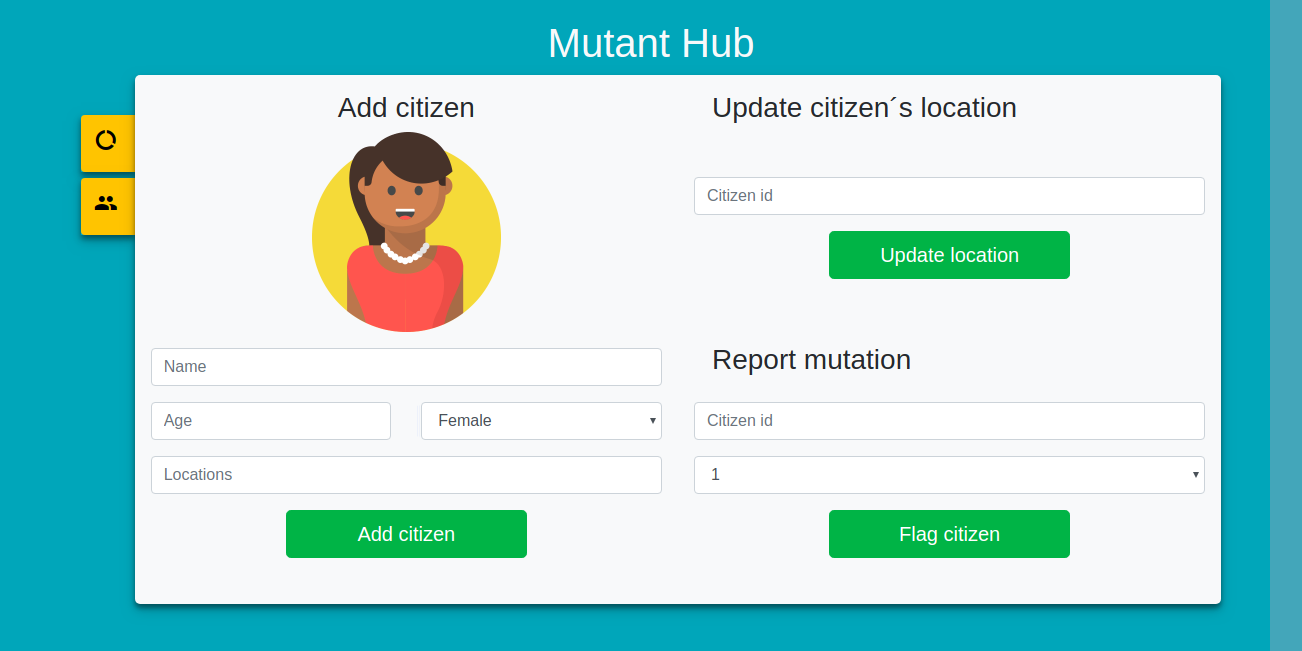 Mutant Hub
Add citizen
Name
Age
Female
Locations
Add citizen
Update citizen´s location
Citizen id
Update location
Report mutation
Citizen id
1
Flag citizen